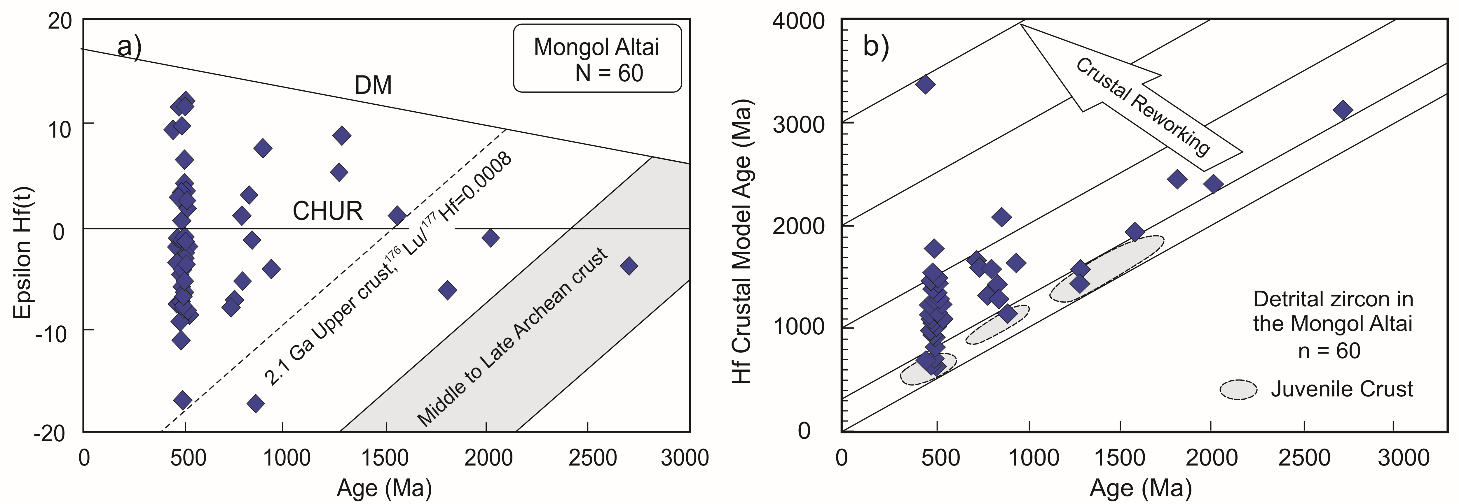 a)
Mongol Altai
N = 60
DM
CHUR
2.1 Ga Upper crust,¹⁷⁶Lu/¹⁷⁷Hf=0.0008
Middle to Late Archean crust
Epsilon Hf(t)
20
10
0
-10
-20
0 500 1000 1500 2000 2500 3000
Age (Ma)
b)
Crustal Reworking
Detrital zircon in
the Mongol Altai
n = 60
Juvenile Crust
Hf Crustal Model Age (Ma)
4000
3000
2000
1000
0
0 500 1000 1500 2000 2500 3000
Age (Ma)